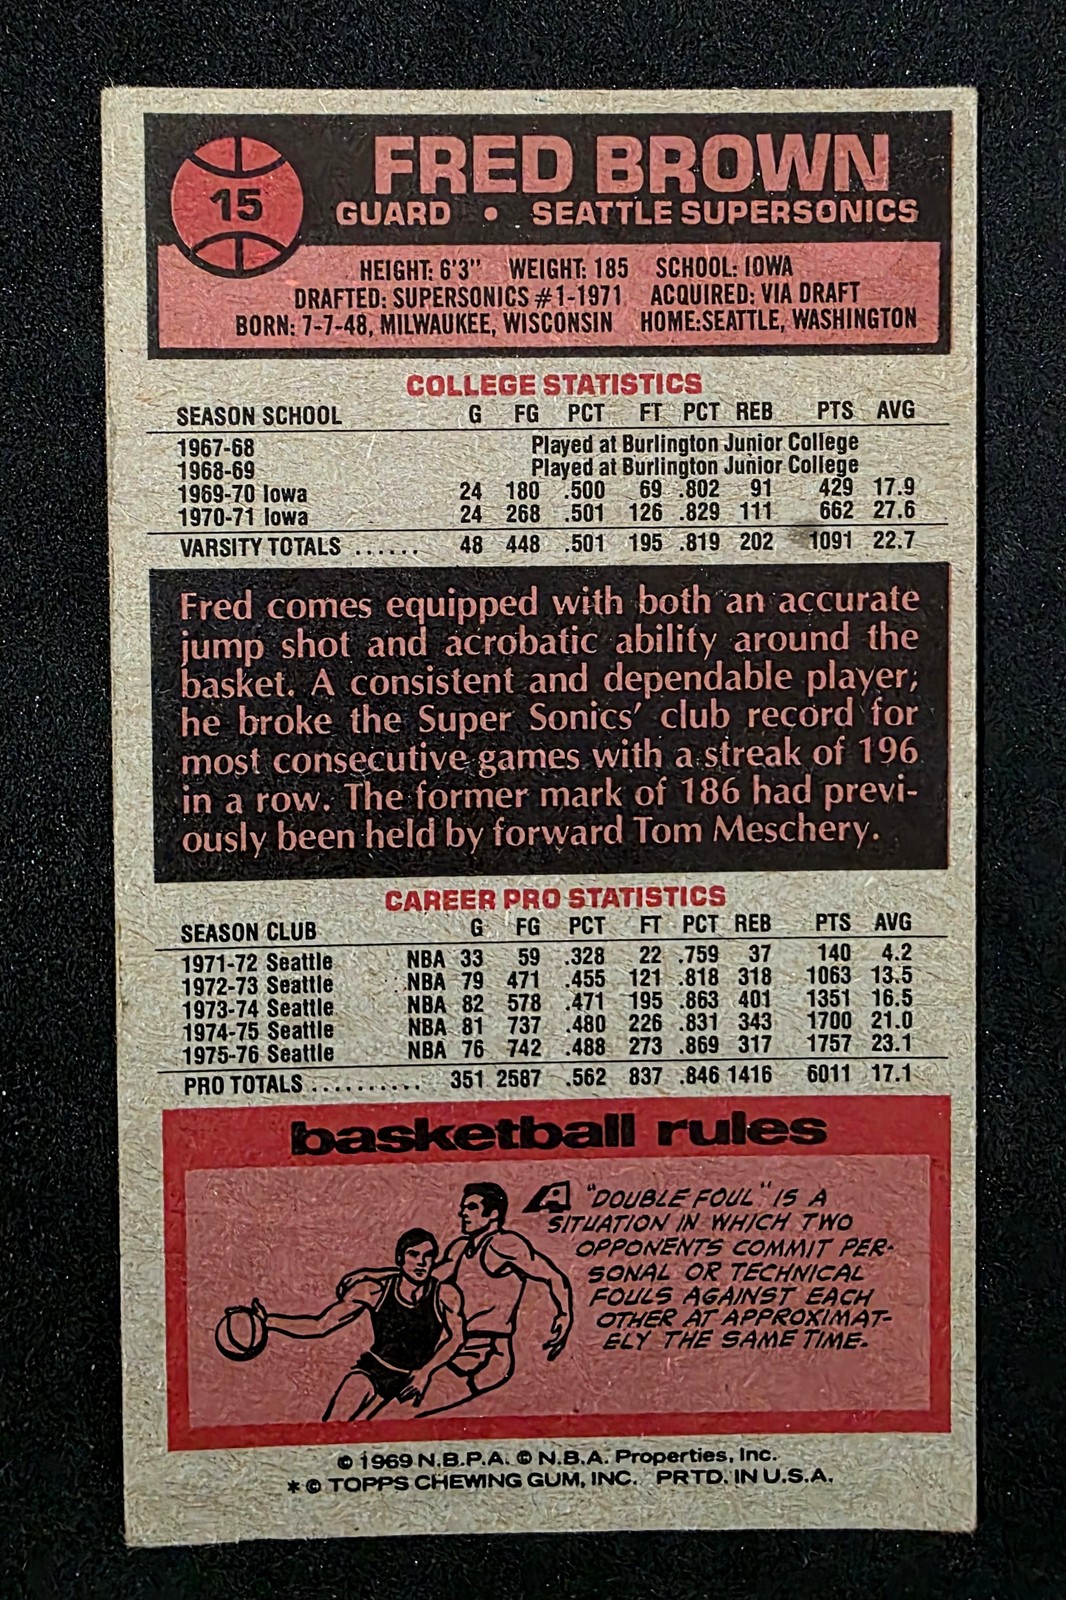 15
FRED BROWN
GUARD • SEATTLE SUPERSONICS
HEIGHT: 6'3" WEIGHT: 185 SCHOOL: IOWA
DRAFTED: SUPERSONICS #1-1971 ACQUIRED: VIA DRAFT
BORN: 7-7-48, MILWAUKEE, WISCONSIN HOME:SEATTLE, WASHINGTON
COLLEGE STATISTICS
SEASON SCHOOL G FG PCT FT PCT REB PTS AVG
1967-68 Played at Burlington Junior College
1968-69 Played at Burlington Junior College
1969-70 Iowa 24 180 .500 69 .802 91 429 17.9
1970-71 Iowa 24 268 .501 126 .829 111 662 27.6
VARSITY TOTALS ...... 48 448 .501 195 .819 202 1091 22.7
Fred comes equipped with both an accurate
jump shot and acrobatic ability around the
basket. A consistent and dependable player,
he broke the Super Sonics' club record for
most consecutive games with a streak of 196
in a row. The former mark of 186 had previ-
ously been held by forward Tom Meschery.
CAREER PRO STATISTICS
SEASON CLUB G FG PCT FT PCT REB PTS AVG
1971-72 Seattle NBA 33 59 .328 22 .759 37 140 4.2
1972-73 Seattle NBA 79 471 .455 121 .818 318 1063 13.5
1973-74 Seattle NBA 82 578 .471 195 .863 401 1351 16.5
1974-75 Seattle NBA 81 737 .480 226 .831 343 1700 21.0
1975-76 Seattle NBA 76 742 .488 273 .869 317 1757 23.1
PRO TOTALS .......... 351 2587 .562 837 .846 1416 6011 17.1
basketball rules
A "DOUBLE FOUL" IS A
SITUATION IN WHICH TWO
OPPONENTS COMMIT PER-
SONAL OR TECHNICAL
FOULS AGAINST EACH
OTHER AT APPROXIMAT-
ELY THE SAME TIME.
© 1969 N.B.P.A. © N.B.A. Properties, Inc.
* © TOPPS CHEWING GUM, INC. PRTD. IN U.S.A.